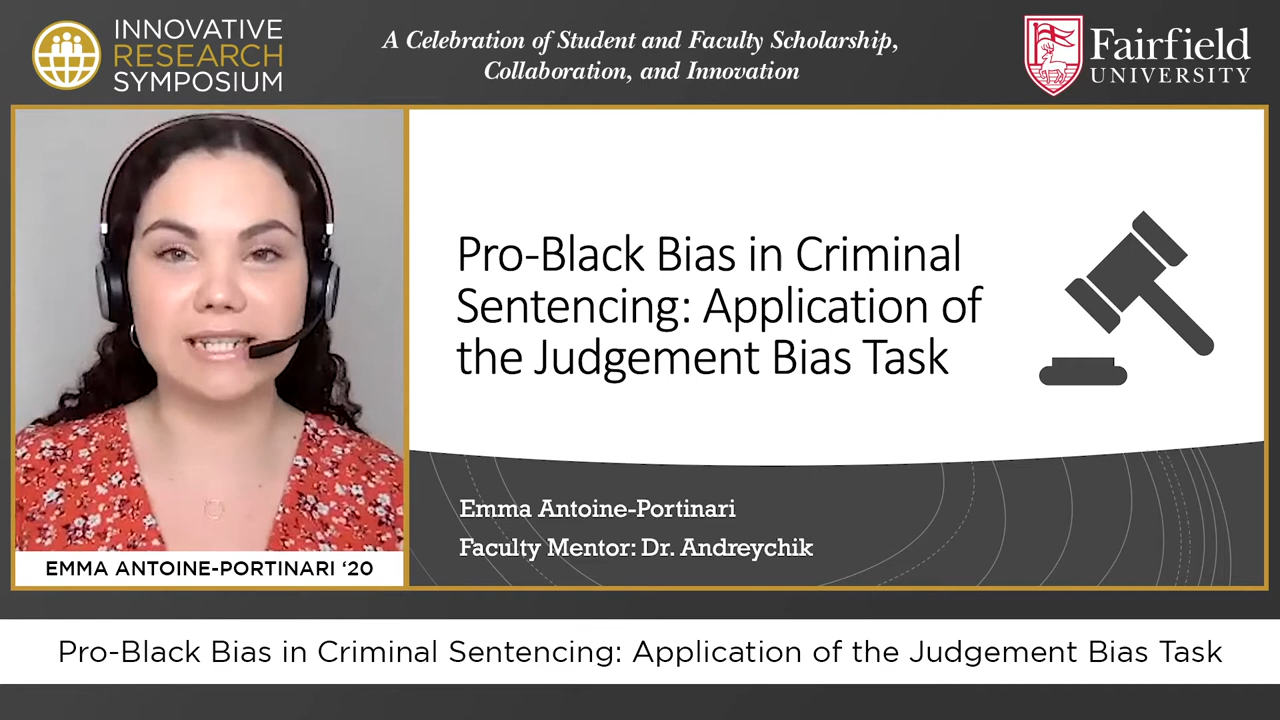 INNOVATIVE
RESEARCH
SYMPOSIUM
A Celebration of Student and Faculty Scholarship,
Collaboration, and Innovation
Fairfield
UNIVERSITY
Pro-Black Bias in Criminal
Sentencing: Application of
the Judgement Bias Task
Emma Antoine-Portinari
Faculty Mentor: Dr. Andreychik
EMMA ANTOINE-PORTINARI ‘20
Pro-Black Bias in Criminal Sentencing: Application of the Judgement Bias Task